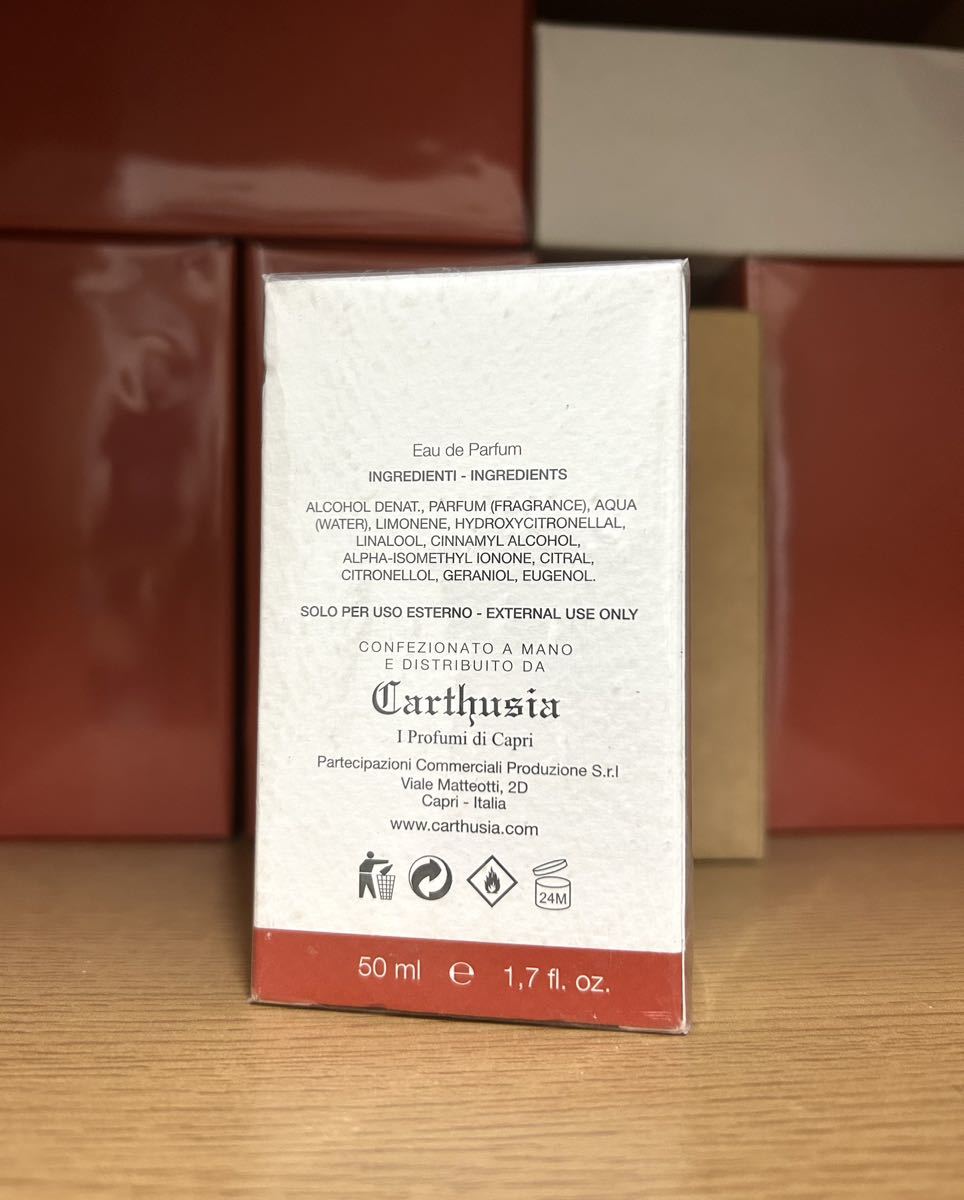 Eau de Parfum
INGREDIENTI - INGREDIENTS
ALCOHOL DENAT., PARFUM (FRAGRANCE), AQUA
(WATER), LIMONENE, HYDROXYCITRONELLAL,
LINALOOL, CINNAMYL ALCOHOL,
ALPHA-ISOMETHYL IONONE, CITRAL,
CITRONELLOL, GERANIOL, EUGENOL.
SOLO PER USO ESTERNO - EXTERNAL USE ONLY
CONFEZIONATO A MANO
E DISTRIBUITO DA
Carthusia
I Profumi di Capri
Partecipazioni Commerciali Produzione S.r.l
Viale Matteotti, 2D
Capri - Italia
www.carthusia.com
24M
50 ml e 1,7 fl. oz.